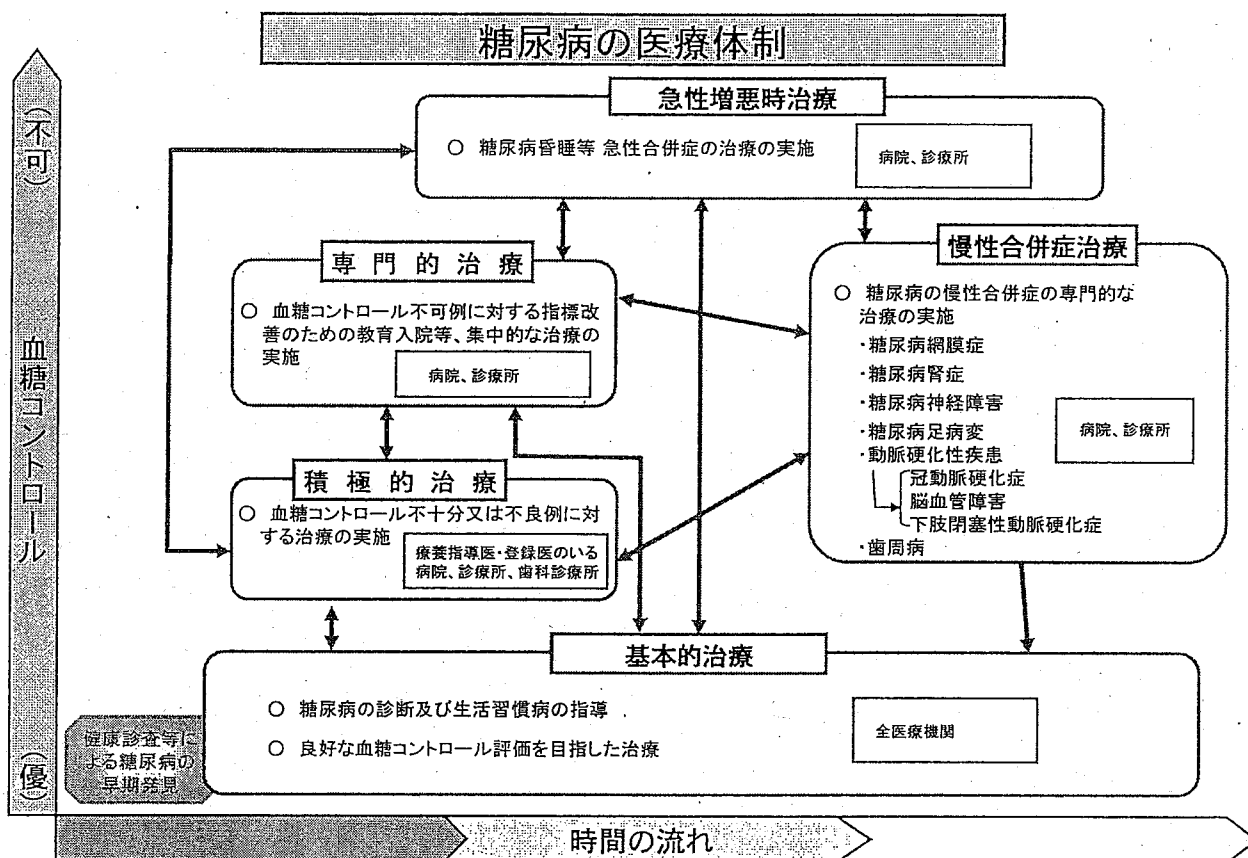 糖尿病の医療体制
(不可)
血糖コントロール
(優)
急性増悪時治療
○ 糖尿病昏睡等 急性合併症の治療の実施
病院、診療所
専門的治療
○ 血糖コントロール不可例に対する指標改
善のための教育入院等、集中的な治療の
実施
病院、診療所
慢性合併症治療
○ 糖尿病の慢性合併症の専門的な
治療の実施
・糖尿病網膜症
・糖尿病腎症
・糖尿病神経障害
・糖尿病足病変
・動脈硬化性疾患
冠動脈硬化症
脳血管障害
下肢閉塞性動脈硬化症
・歯周病
病院、診療所
積極的治療
○ 血糖コントロール不十分又は不良例に対
する治療の実施
療養指導医・登録医のいる
病院、診療所、歯科診療所
基本的治療
○ 糖尿病の診断及び生活習慣病の指導
○ 良好な血糖コントロール評価を目指した治療
全医療機関
健康診査等に
よる糖尿病の
早期発見
時間の流れ